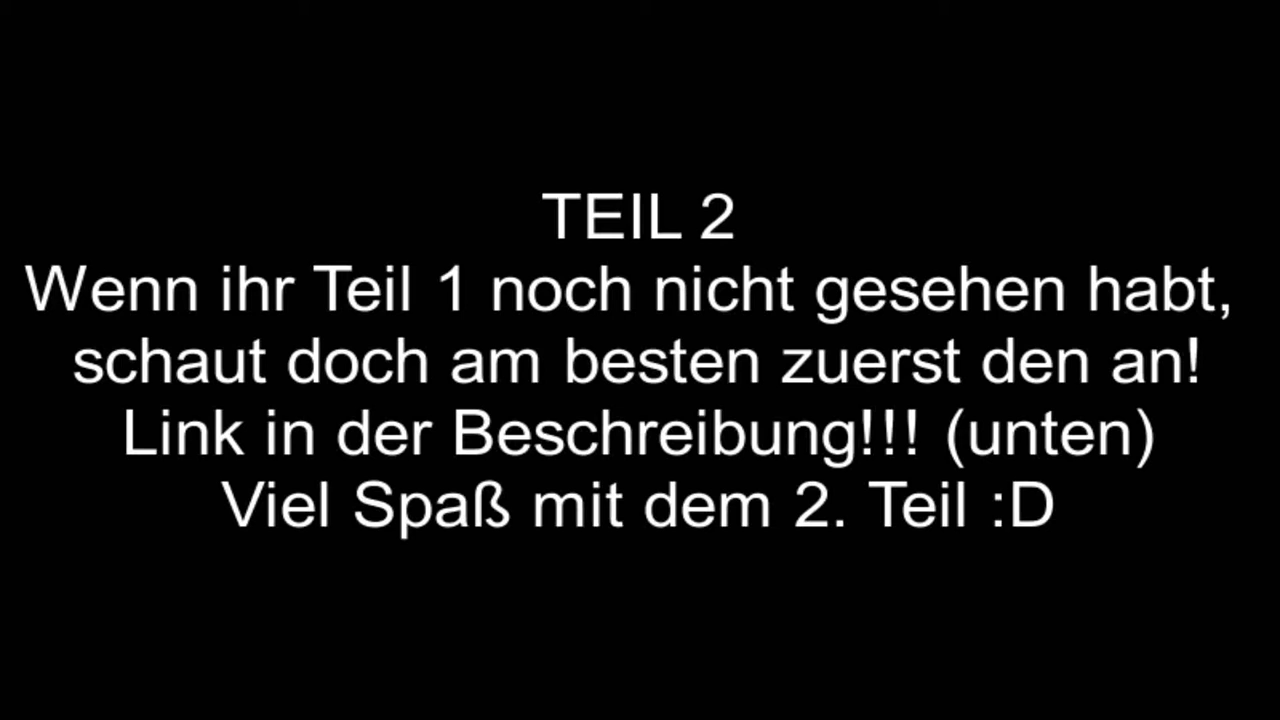 TEIL 2
Wenn ihr Teil 1 noch nicht gesehen habt,
schaut doch am besten zuerst den an!
Link in der Beschreibung!!! (unten)
Viel Spaß mit dem 2. Teil :D